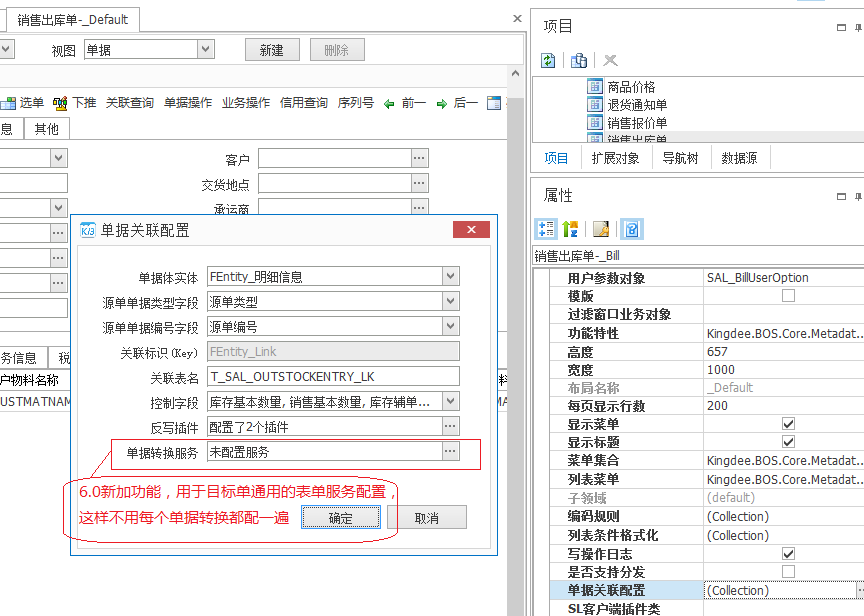 销售出库单-_Default
视图 单据 新建 删除
选单 下推 关联查询 单据操作 业务操作 信用查询 序列号 前一 后一
息 其他
客户
交货地点
承运商
单据关联配置
单据体实体 FEntity_明细信息
源单单据类型字段 源单类型
源单单据编号字段 源单编号
关联标识(Key) FEntity_Link
关联表名 T_SAL_OUTSTOCKENTRY_LK
控制字段 库存基本数量, 销售基本数量, 库存辅单...
反写插件 配置了2个插件
单据转换服务 未配置服务
6.0新加功能，用于目标单通用的表单服务配置，
这样不用每个单据转换都配一遍
确定 取消
务信息 税
户物料名称
USTMATNAM
项目
商品价格
退货通知单
销售报价单
销售出库单
项目 扩展对象 导航树 数据源
属性
销售出库单-_Bill
用户参数对象 SAL_BillUserOption
模版
过滤窗口业务对象
功能特性 Kingdee.BOS.Core.Metadat...
高度 657
宽度 1000
布局名称 _Default
每页显示行数 200
显示菜单
显示标题
菜单集合 Kingdee.BOS.Core.Metadat...
列表菜单 Kingdee.BOS.Core.Metadat...
子领域 (default)
编码规则 (Collection)
列表条件格式化 (Collection)
写操作日志
是否支持分发
单据关联配置 (Collection)
SL客户端插件类